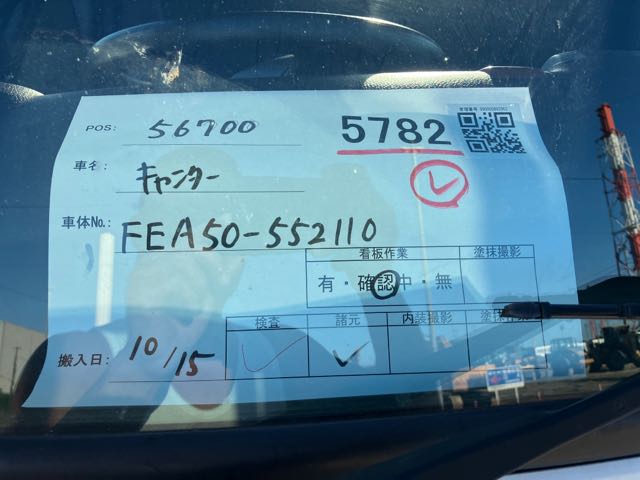 POS: 56700 5782
車名: キャンター
車体No.: FEA50-552110
看板作業 塗抹撮影
有・確認中・無
検査 諸元 内装撮影
搬入日: 10/15